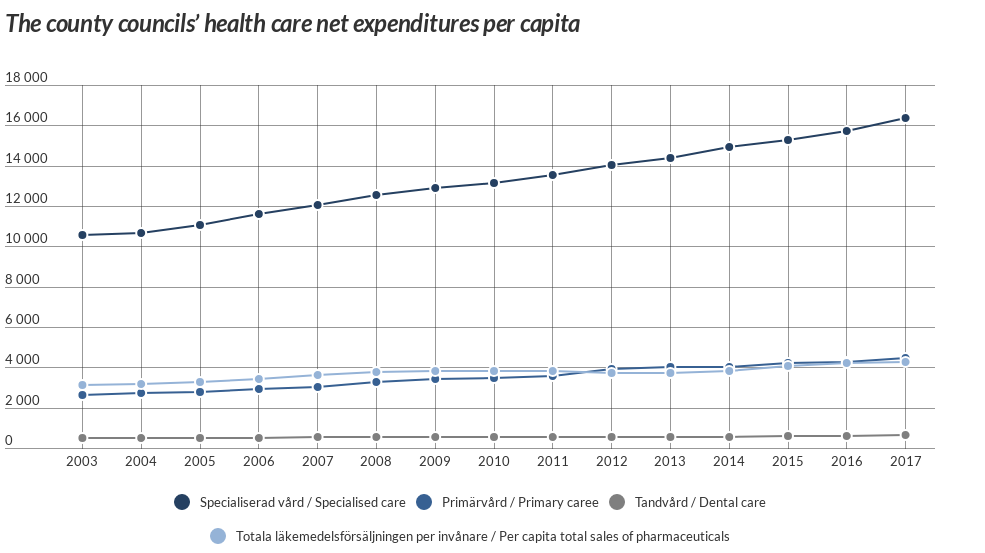 The county councils’ health care net expenditures per capita
18 000
16 000
14 000
12 000
10 000
8 000
6 000
4 000
2 000
0
2003 2004 2005 2006 2007 2008 2009 2010 2011 2012 2013 2014 2015 2016 2017
Specialiserad vård / Specialised care Primärvård / Primary caree Tandvård / Dental care
Totala läkemedelsförsäljningen per invånare / Per capita total sales of pharmaceuticals